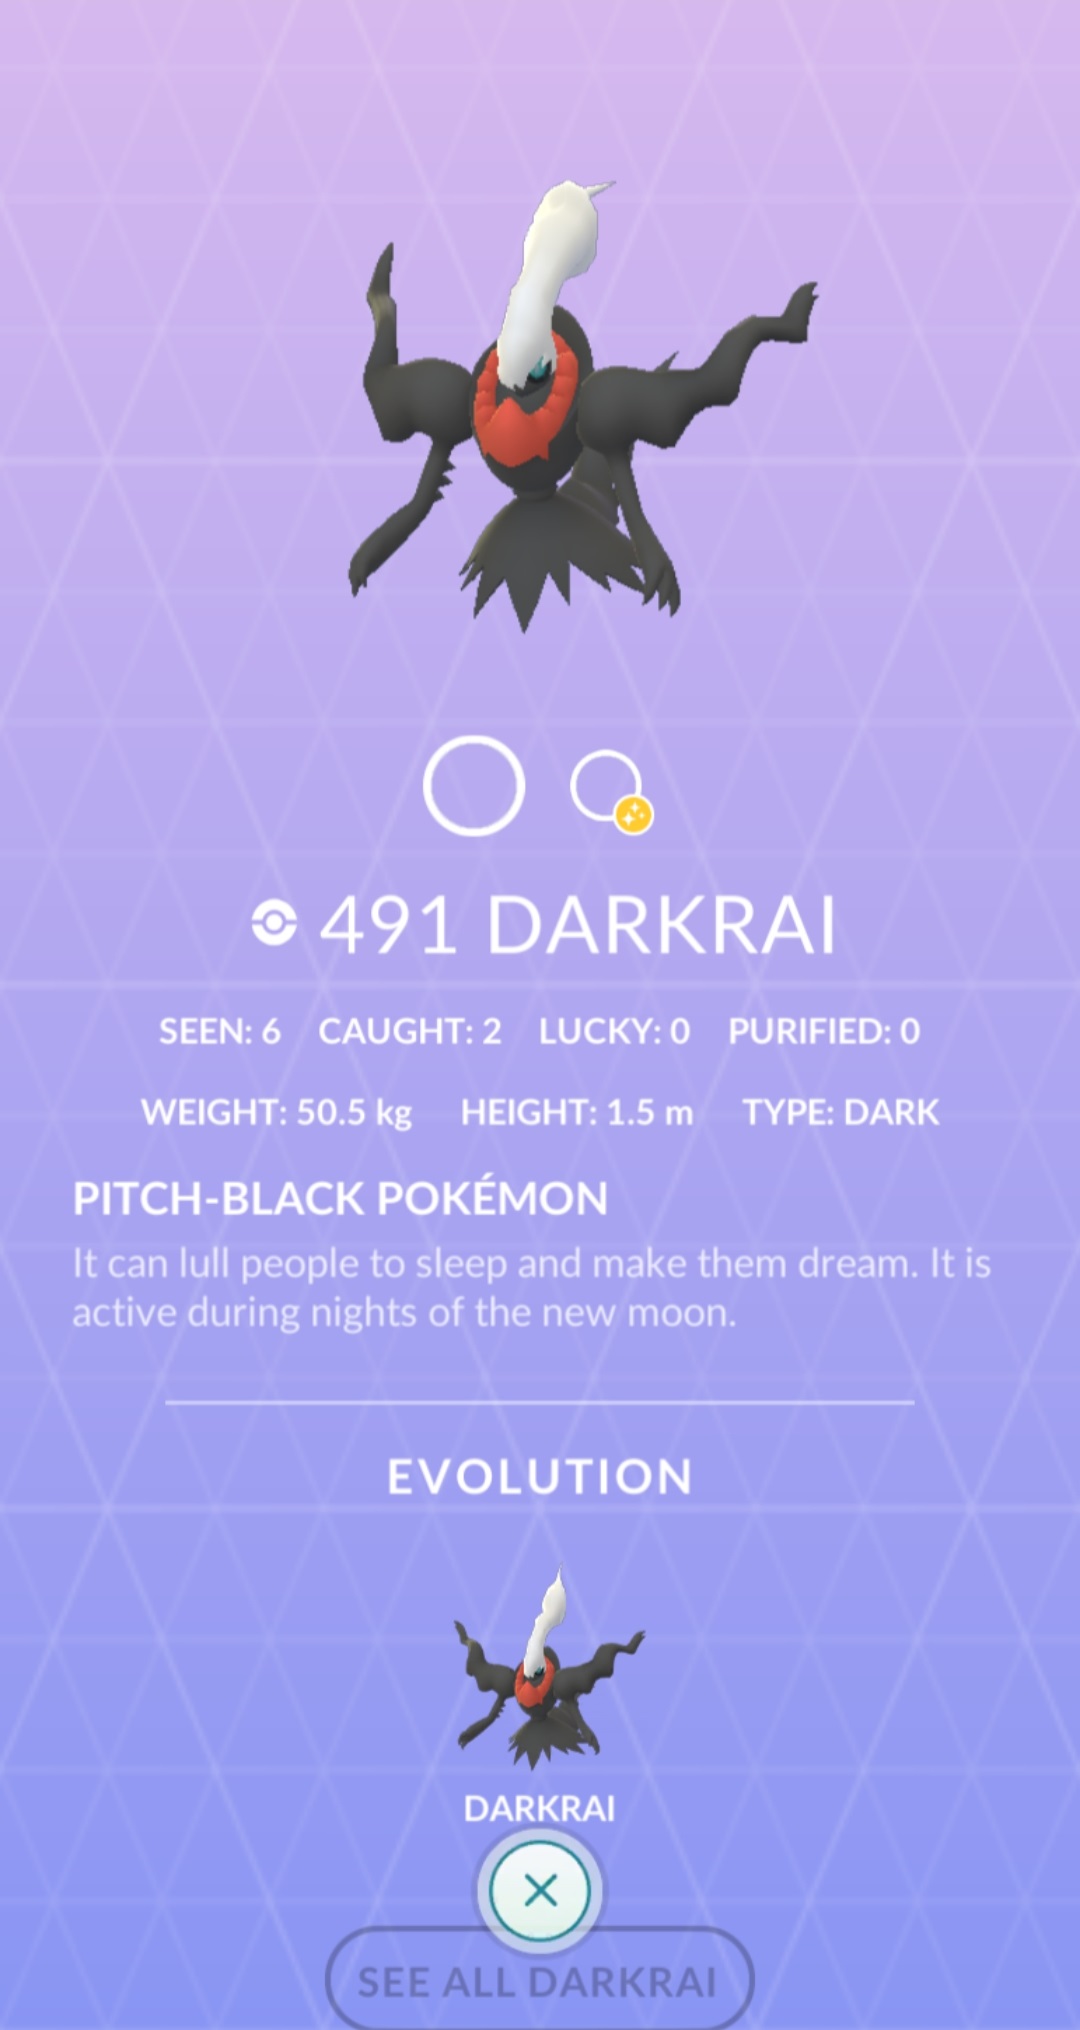 491 DARKRAI
SEEN: 6 CAUGHT: 2 LUCKY: 0 PURIFIED: 0
WEIGHT: 50.5 kg HEIGHT: 1.5 m TYPE: DARK
PITCH-BLACK POKÉMON
It can lull people to sleep and make them dream. It is
active during nights of the new moon.
EVOLUTION
DARKRAI
SEE ALL DARKRAI